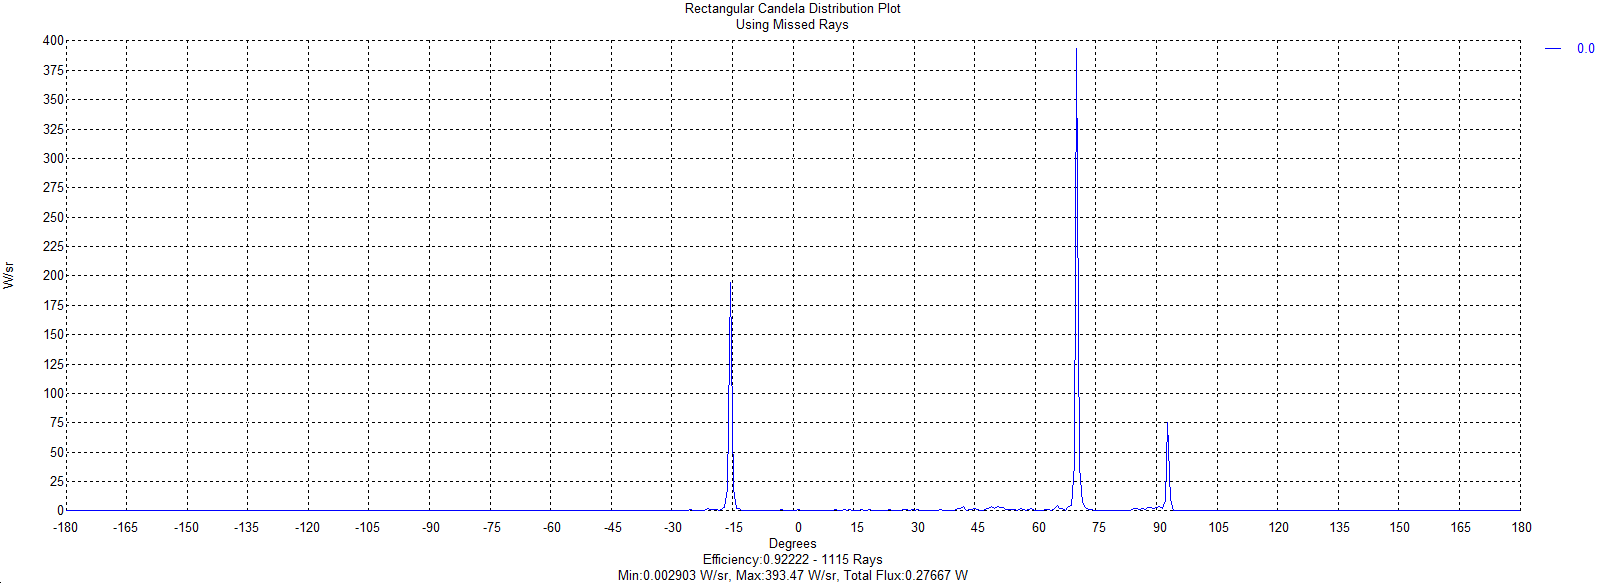 Rectangular Candela Distribution Plot
Using Missed Rays
400
375
350
325
300
275
250
225
200
175
150
125
100
75
50
25
0
W/sr
0.0
-180 -165 -150 -135 -120 -105 -90 -75 -60 -45 -30 -15 0 15 30 45 60 75 90 105 120 135 150 165 180
Degrees
Efficiency:0.92222 - 1115 Rays
Min:0.002903 W/sr, Max:393.47 W/sr, Total Flux:0.27667 W